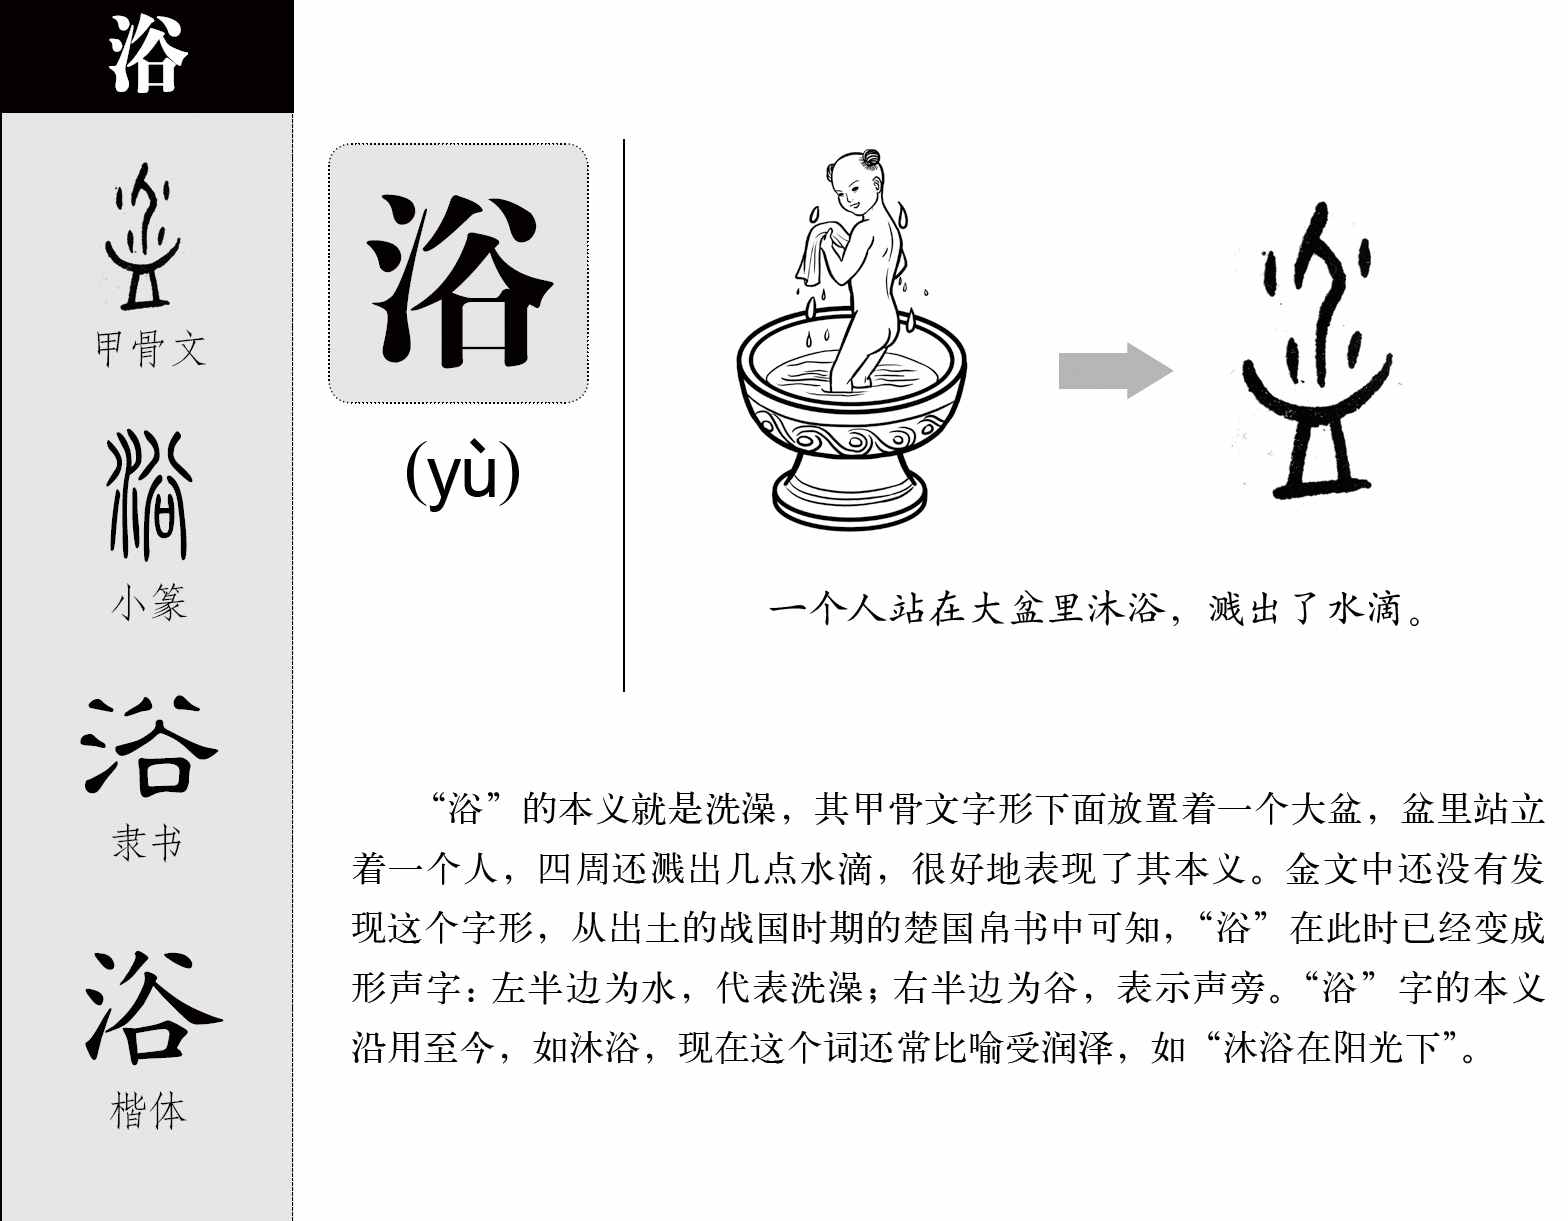 浴
甲骨文
小篆
隶书
楷体
浴
(yù)
一个人站在大盆里沐浴，溅出了水滴。
“浴”的本义就是洗澡，其甲骨文字形下面放置着一个大盆，盆里站立
着一个人，四周还溅出几点水滴，很好地表现了其本义。金文中还没有发
现这个字形，从出土的战国时期的楚国帛书中可知，“浴”在此时已经变成
形声字：左半边为水，代表洗澡；右半边为谷，表示声旁。“浴”字的本义
沿用至今，如沐浴，现在这个词还常比喻受润泽，如“沐浴在阳光下”。